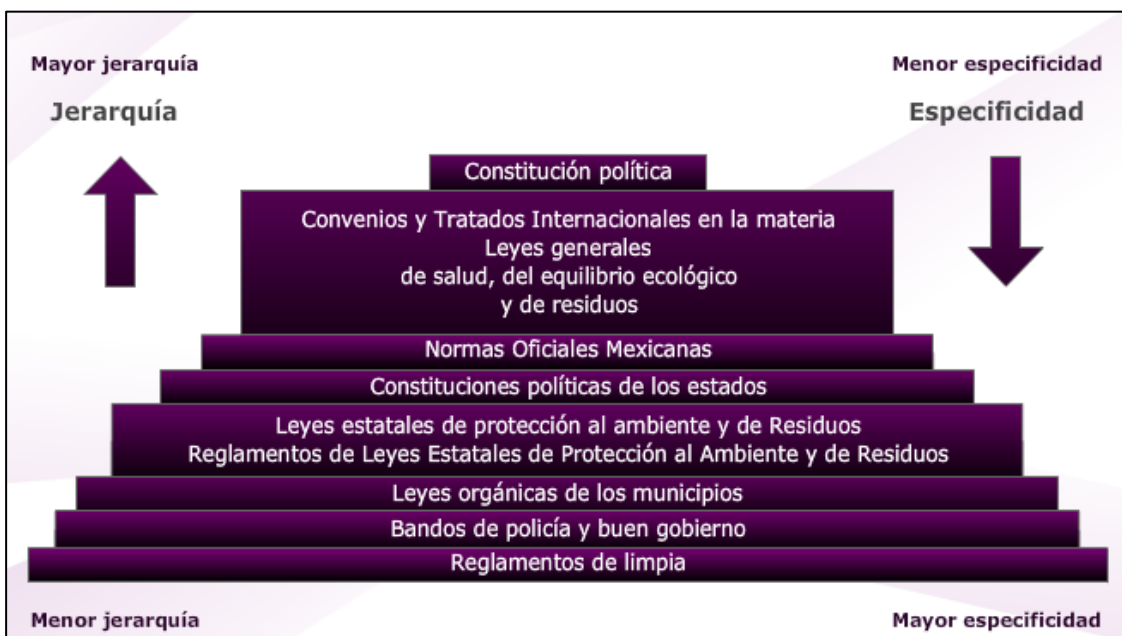 Mayor jerarquía
Menor especificidad
Jerarquía
Especificidad
Constitución política
Convenios y Tratados Internacionales en la materia
Leyes generales
de salud, del equilibrio ecológico
y de residuos
Normas Oficiales Mexicanas
Constituciones políticas de los estados
Leyes estatales de protección al ambiente y de Residuos
Reglamentos de Leyes Estatales de Protección al Ambiente y de Residuos
Leyes orgánicas de los municipios
Bandos de policía y buen gobierno
Reglamentos de limpia
Menor jerarquía
Mayor especificidad